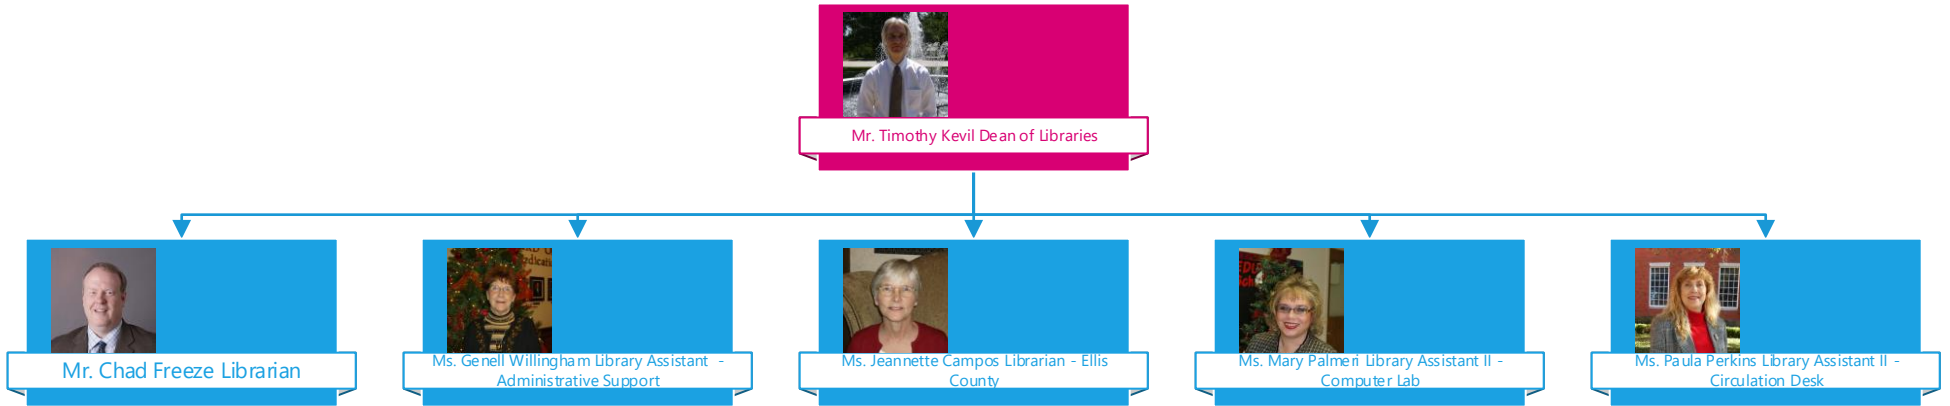 Mr. Timothy Kevil Dean of Libraries
Mr. Chad Freeze Librarian
Ms. Genell Willingham Library Assistant -
Administrative Support
Ms. Jeannette Campos Librarian - Ellis
County
Ms. Mary Palmeri Library Assistant II -
Computer Lab
Ms. Paula Perkins Library Assistant II -
Circulation Desk